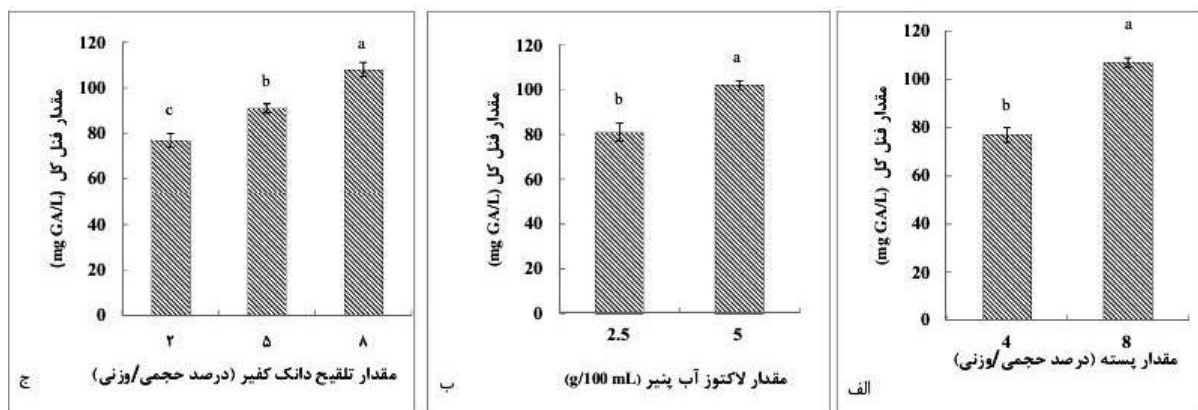 120
100
80
60
40
20
0
مقدار فنل کل (mg GA/L)
c
b
a
۲
۵
۸
مقدار تلقیح دانک کفیر (درصد حجمی/وزنی)
ج
120
100
80
60
40
20
0
مقدار فنل کل (mg GA/L)
b
a
2.5
5
مقدار لاکتوز آب پنیر (g/100 mL)
ب
120
100
80
60
40
20
0
مقدار فنل کل (mg GA/L)
b
a
4
8
مقدار پسته (درصد حجمی/وزنی)
الف